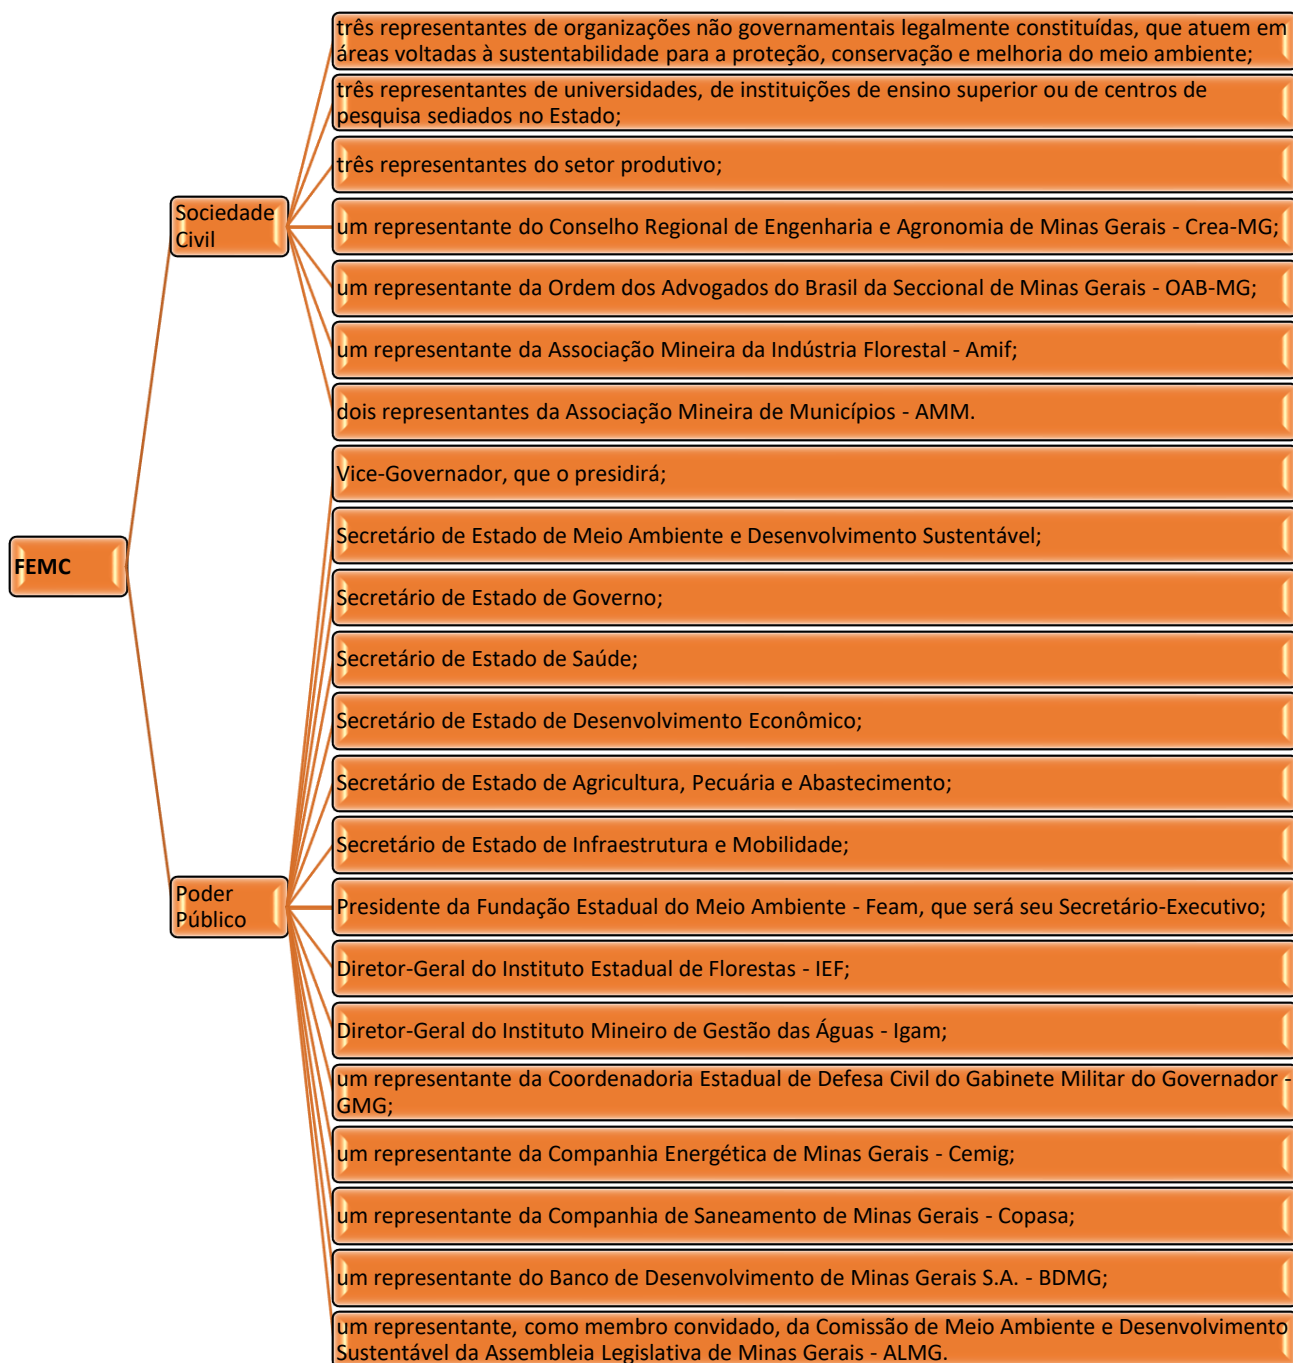 três representantes de organizações não governamentais legalmente constituídas, que atuem em
áreas voltadas à sustentabilidade para a proteção, conservação e melhoria do meio ambiente;
três representantes de universidades, de instituições de ensino superior ou de centros de
pesquisa sediados no Estado;
três representantes do setor produtivo;
Sociedade
Civil
um representante do Conselho Regional de Engenharia e Agronomia de Minas Gerais - Crea-MG;
um representante da Ordem dos Advogados do Brasil da Seccional de Minas Gerais - OAB-MG;
um representante da Associação Mineira da Indústria Florestal - Amif;
dois representantes da Associação Mineira de Municípios - AMM.
Vice-Governador, que o presidirá;
Secretário de Estado de Meio Ambiente e Desenvolvimento Sustentável;
FEMC
Secretário de Estado de Governo;
Secretário de Estado de Saúde;
Secretário de Estado de Desenvolvimento Econômico;
Secretário de Estado de Agricultura, Pecuária e Abastecimento;
Secretário de Estado de Infraestrutura e Mobilidade;
Poder
Público
Presidente da Fundação Estadual do Meio Ambiente - Feam, que será seu Secretário-Executivo;
Diretor-Geral do Instituto Estadual de Florestas - IEF;
Diretor-Geral do Instituto Mineiro de Gestão das Águas - Igam;
um representante da Coordenadoria Estadual de Defesa Civil do Gabinete Militar do Governador -
GMG;
um representante da Companhia Energética de Minas Gerais - Cemig;
um representante da Companhia de Saneamento de Minas Gerais - Copasa;
um representante do Banco de Desenvolvimento de Minas Gerais S.A. - BDMG;
um representante, como membro convidado, da Comissão de Meio Ambiente e Desenvolvimento
Sustentável da Assembleia Legislativa de Minas Gerais - ALMG.